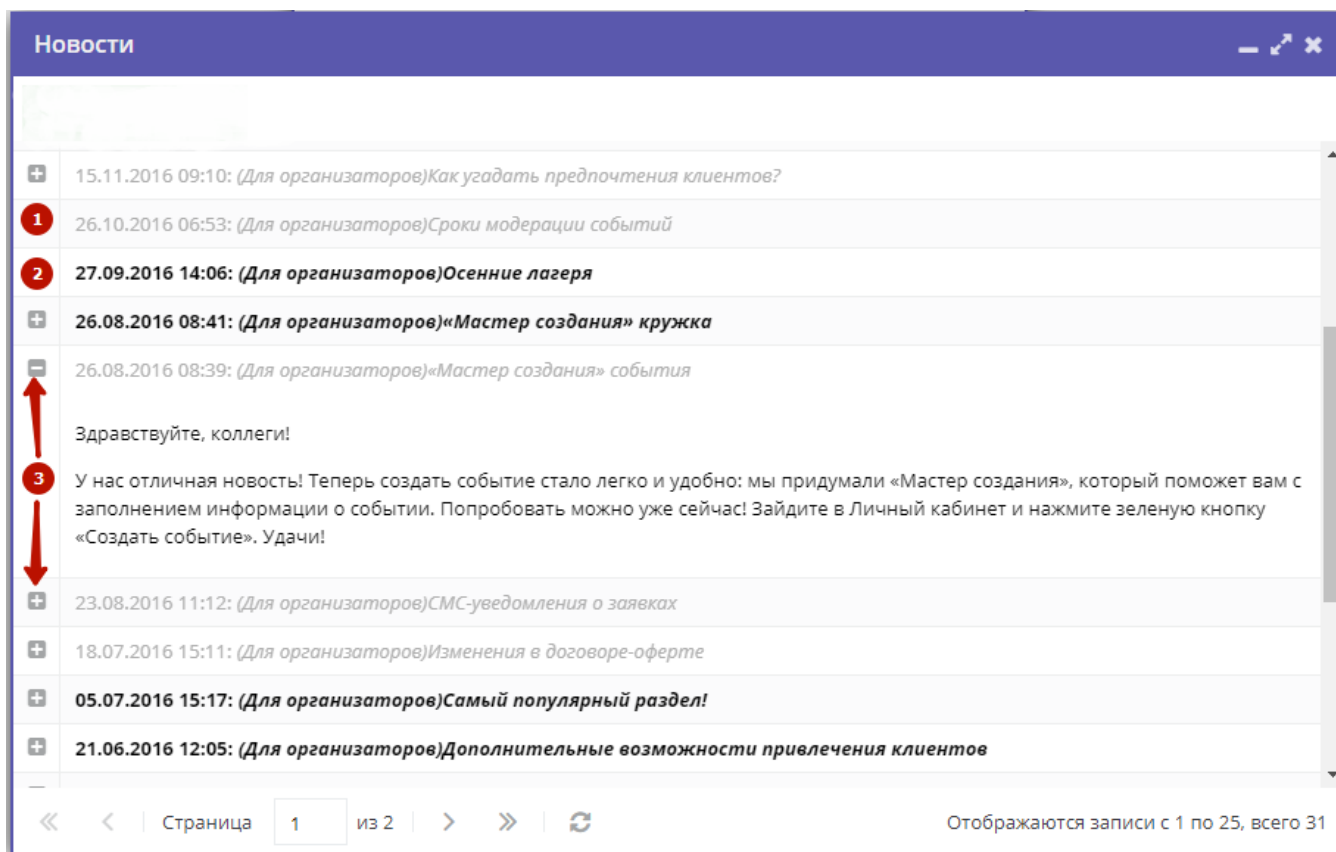 Новости
15.11.2016 09:10: (Для организаторов)Как угадать предпочтения клиентов?
1
26.10.2016 06:53: (Для организаторов)Сроки модерации событий
2
27.09.2016 14:06: (Для организаторов)Осенние лагеря
26.08.2016 08:41: (Для организаторов)«Мастер создания» кружка
26.08.2016 08:39: (Для организаторов)«Мастер создания» события
Здравствуйте, коллеги!
3
У нас отличная новость! Теперь создать событие стало легко и удобно: мы придумали «Мастер создания», который поможет вам с
заполнением информации о событии. Попробовать можно уже сейчас! Зайдите в Личный кабинет и нажмите зеленую кнопку
«Создать событие». Удачи!
23.08.2016 11:12: (Для организаторов)СМС-уведомления о заявках
18.07.2016 15:11: (Для организаторов)Изменения в договоре-оферте
05.07.2016 15:17: (Для организаторов)Самый популярный раздел!
21.06.2016 12:05: (Для организаторов)Дополнительные возможности привлечения клиентов
Страница 1 из 2 Отображаются записи с 1 по 25, всего 31